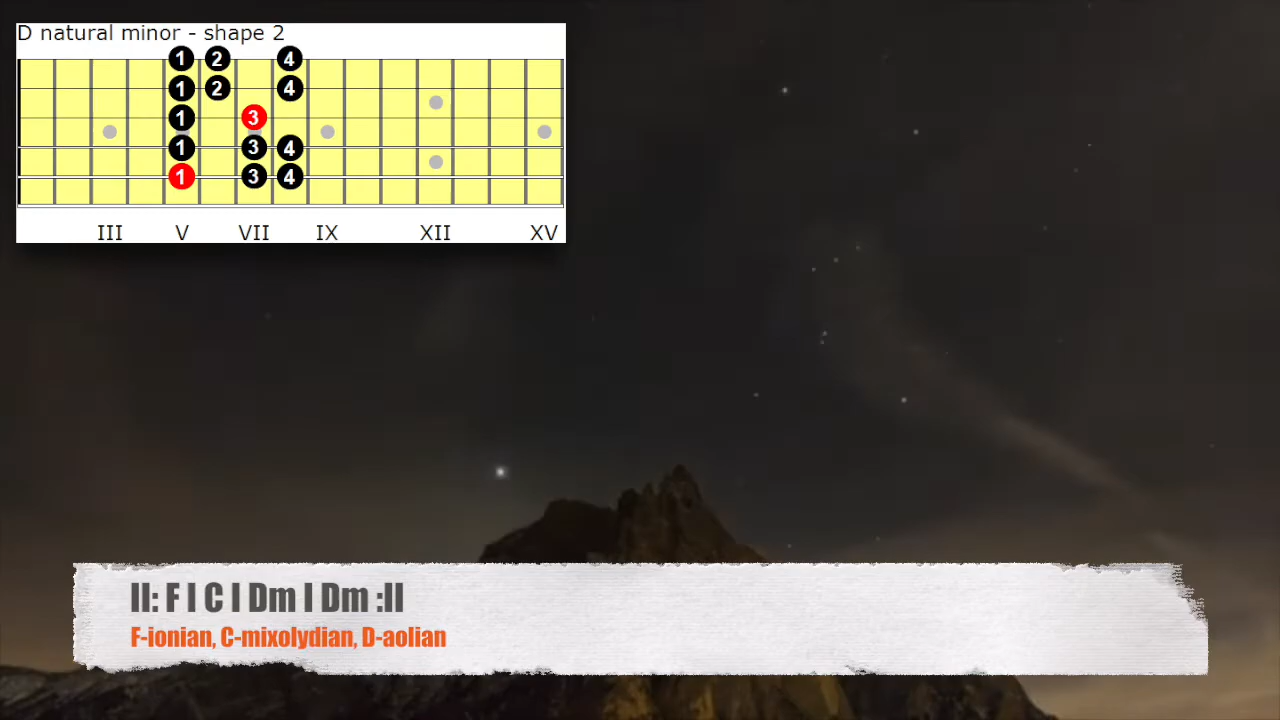 D natural minor - shape 2
1 2 4
1 2 4
1 3
1 3 4
1 3 4
III V VII IX XII XV
II: F I C I Dm I Dm :II
F-ionian, C-mixolydian, D-aolian